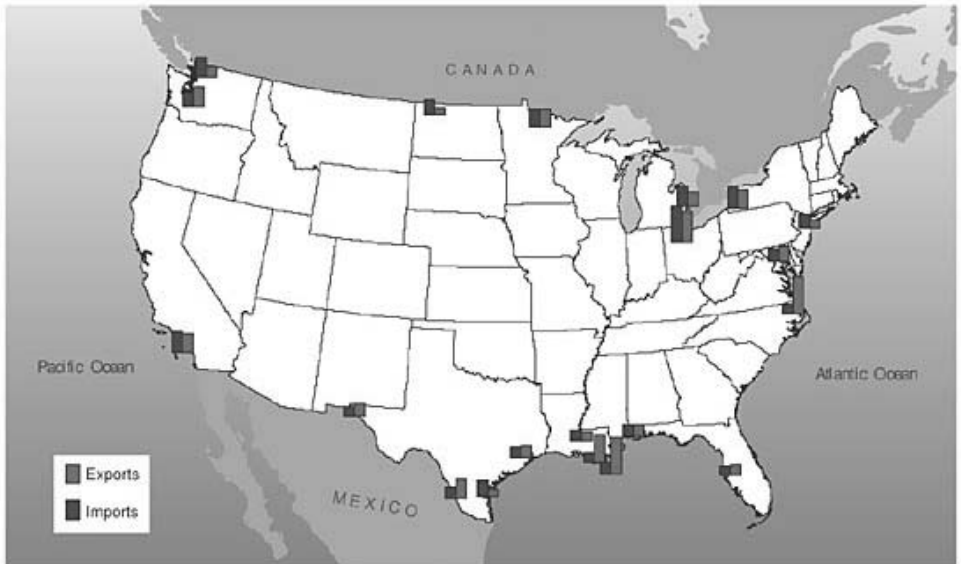 CANADA
Pacific Ocean
Atlantic Ocean
Exports
Imports
MEXICO